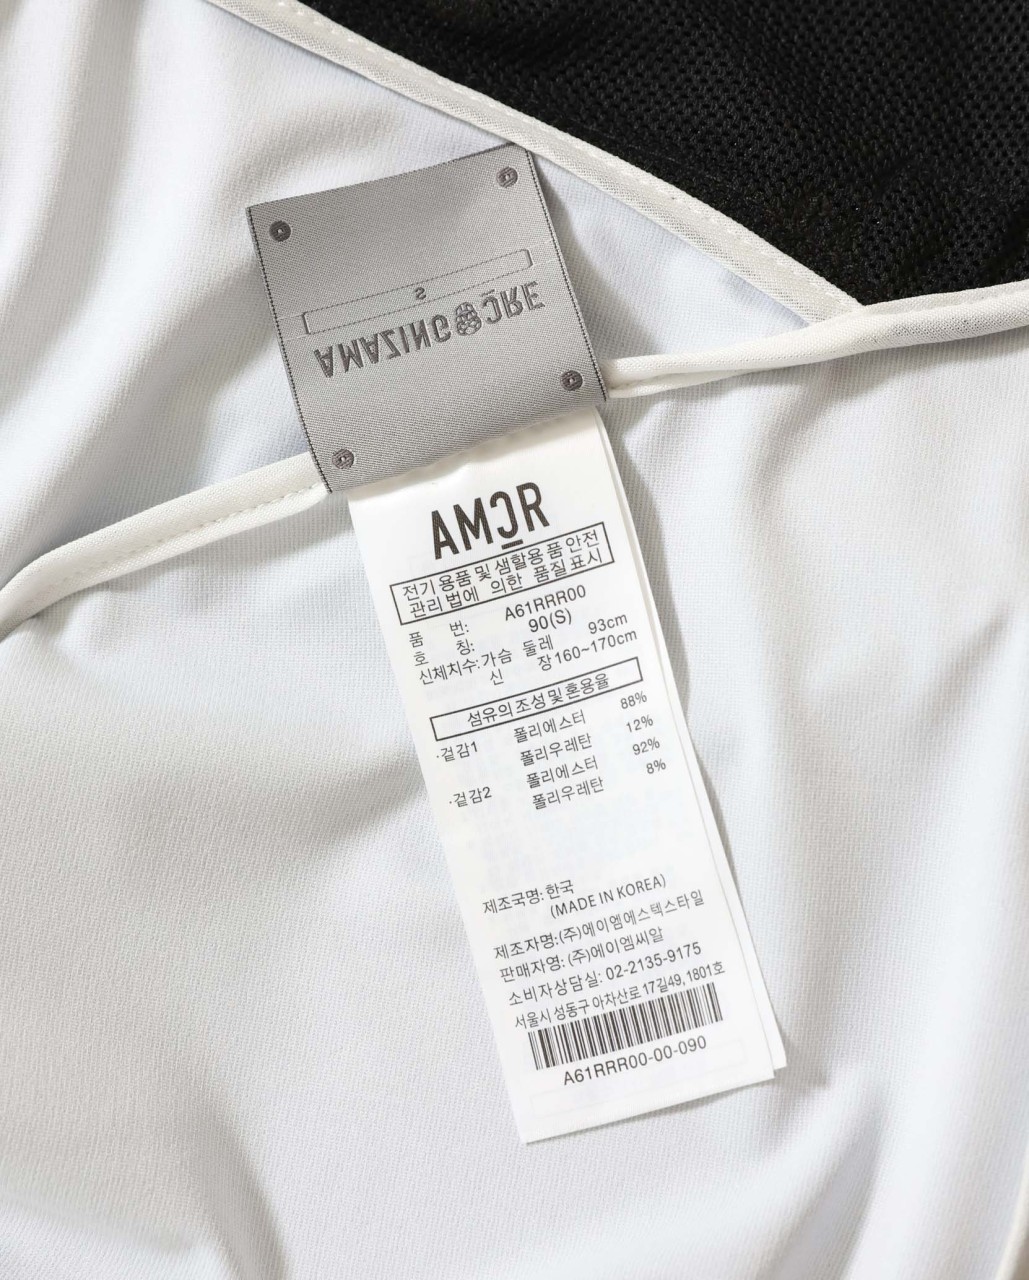 S
AMAZINGCRE
AMCR
전기 용품 및 생활용품 안전
관리 법에 의한 품질 표시
품 번: A61RRR00
호 칭: 90(S)
신체치수: 가슴 둘레 93cm
신 장 160~170cm
섬유의 조성 및 혼용율
·겉감1 폴리에스터 88%
폴리우레탄 12%
·겉감2 폴리에스터 92%
폴리우레탄 8%
제조국명: 한국
(MADE IN KOREA)
제조자명:(주)에이엠에스텍스타일
판매자영: (주)에이엠씨알
소비자상담실: 02-2135-9175
서울시 성동구 아차산로 17길49, 1801호
A61RRR00-00-090